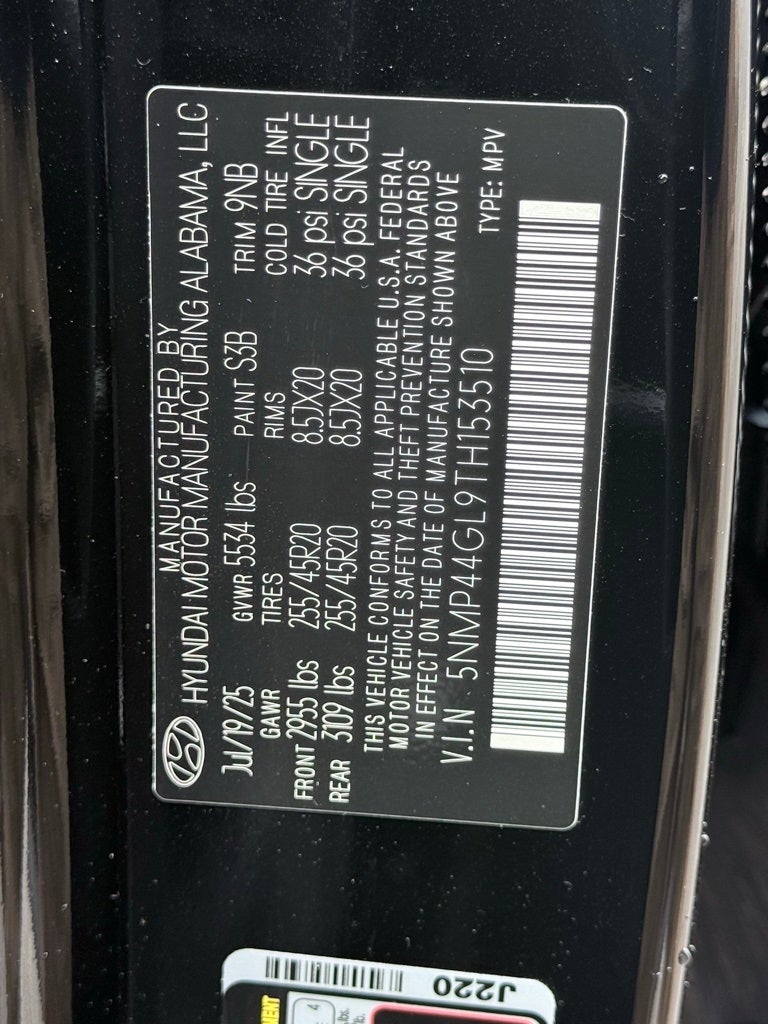 MANUFACTURED BY
HYUNDAI MOTOR MANUFACTURING ALABAMA, LLC
Jul/19/25 GVWR 5534 lbs PAINT S3B TRIM 9NB
GAWR TIRES RIMS COLD TIRE INFL
FRONT 2955 lbs 255/45R20 8.5JX20 36 psi SINGLE
REAR 3109 lbs 255/45R20 8.5JX20 36 psi SINGLE
THIS VEHICLE CONFORMS TO ALL APPLICABLE U.S.A. FEDERAL
MOTOR VEHICLE SAFETY AND THEFT PREVENTION STANDARDS
IN EFFECT ON THE DATE OF MANUFACTURE SHOWN ABOVE
V.I.N 5NMP44GL9TH153510 TYPE: MPV
J220
4
lbs.
lb.